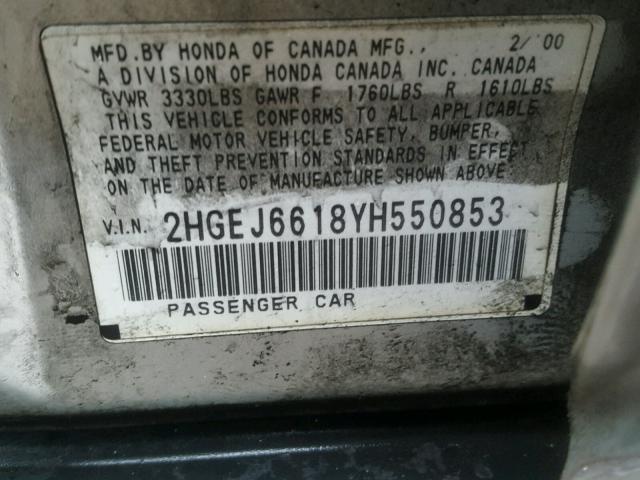 MFD. BY HONDA OF CANADA MFG., 2/ 00
A DIVISION OF HONDA CANADA INC. CANADA
GVWR 3330LBS GAWR F 1760LBS R 1610LBS
THIS VEHICLE CONFORMS TO ALL APPLICABLE
FEDERAL MOTOR VEHICLE SAFETY, BUMPER,
AND THEFT PREVENTION STANDARDS IN EFFECT
ON THE DATE OF MANUFACTURE SHOWN ABOVE.
V.I.N. 2HGEJ6618YH550853
PASSENGER CAR